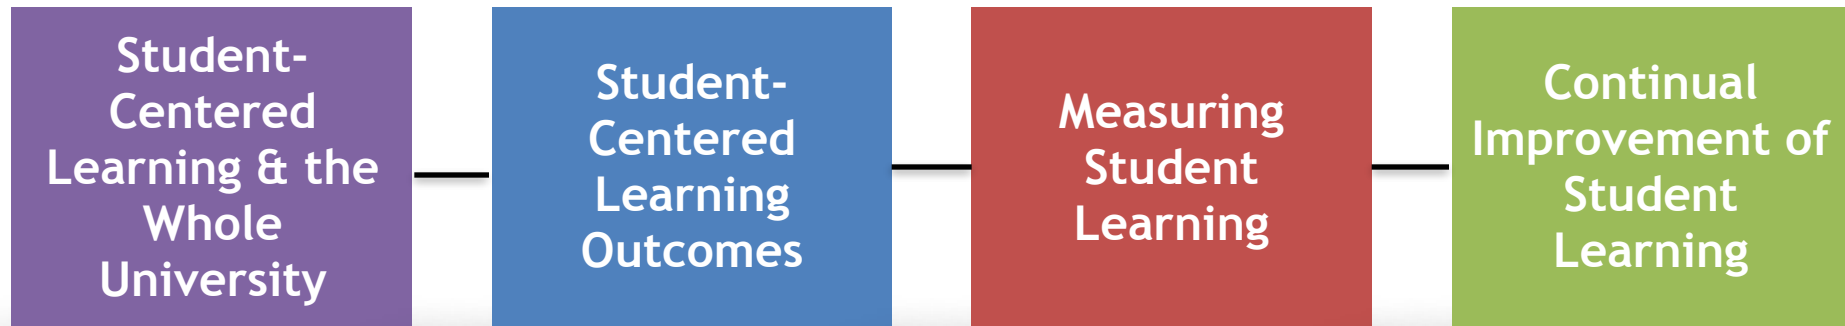 Student-
Centered
Learning & the
Whole
University
Student-
Centered
Learning
Outcomes
Measuring
Student
Learning
Continual
Improvement of
Student
Learning